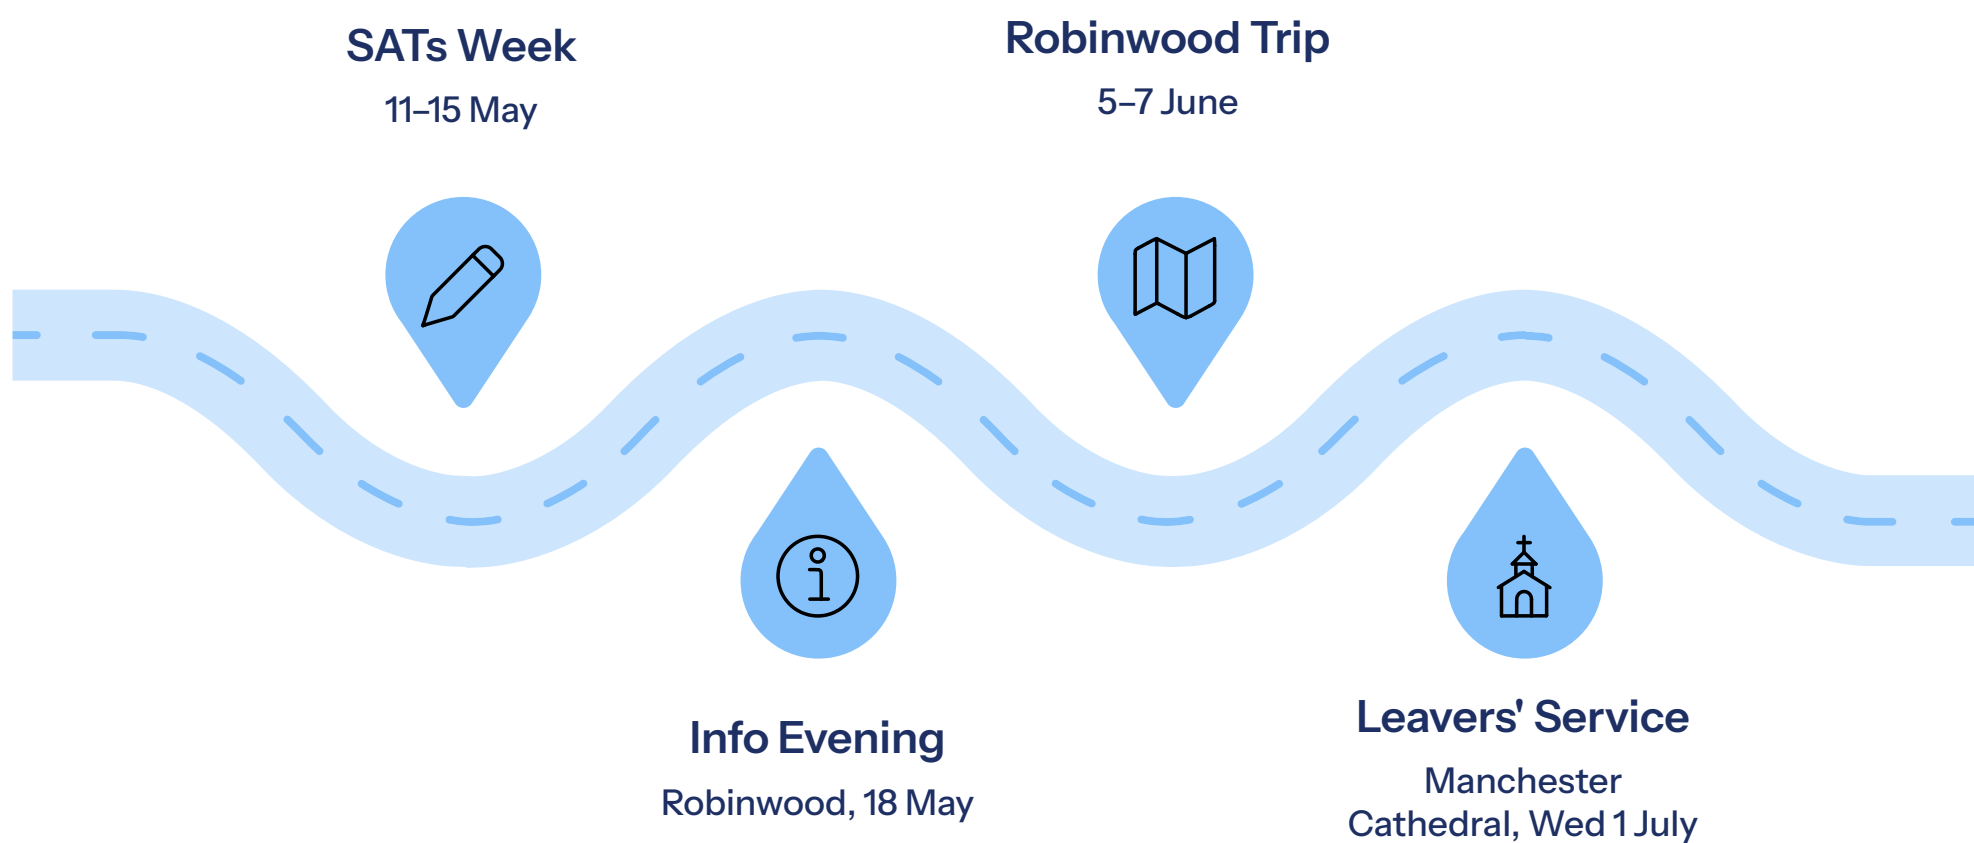 SATs Week
11–15 May
Robinwood Trip
5–7 June
Info Evening
Robinwood, 18 May
Leavers' Service
Manchester
Cathedral, Wed 1 July